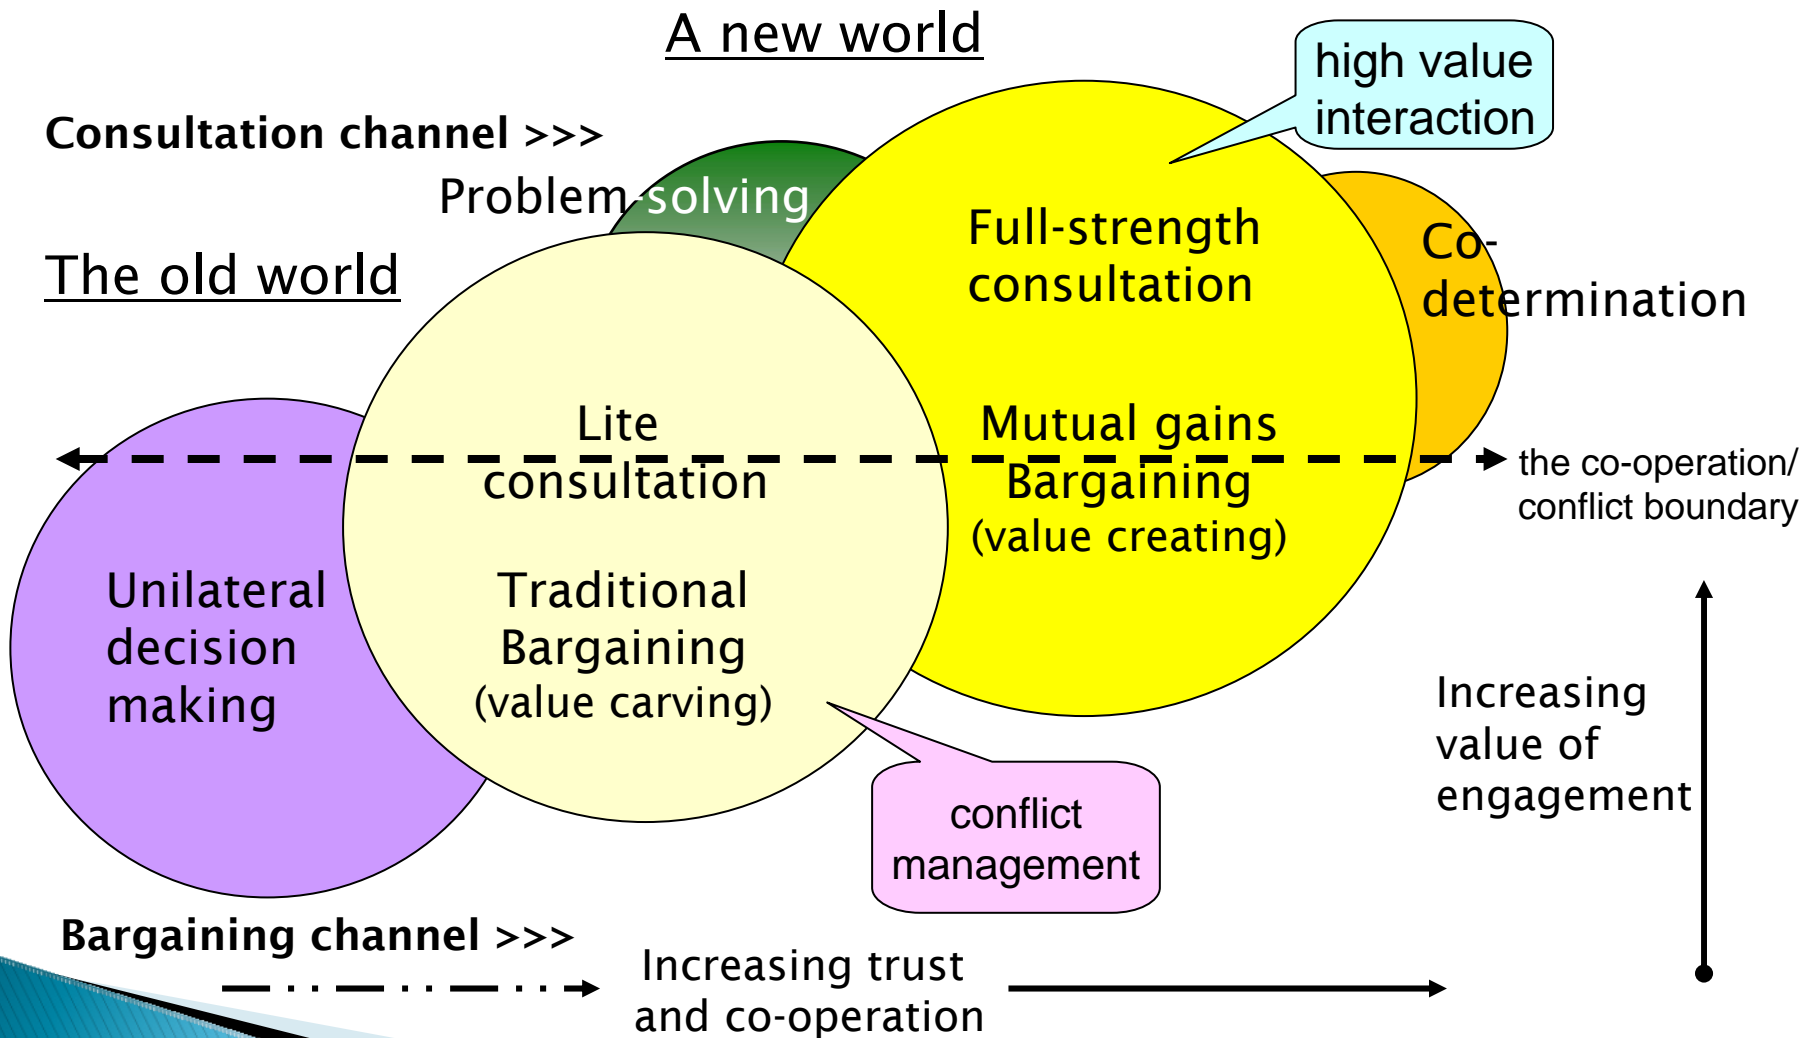 A new world
high value
interaction
Consultation channel >>>
Problem-solving
The old world
Full-strength
consultation
Co-
determination
Lite
consultation
Mutual gains
Bargaining
(value creating)
the co-operation/
conflict boundary
Unilateral
decision
making
Traditional
Bargaining
(value carving)
Increasing
value of
engagement
conflict
management
Bargaining channel >>>
Increasing trust
and co-operation